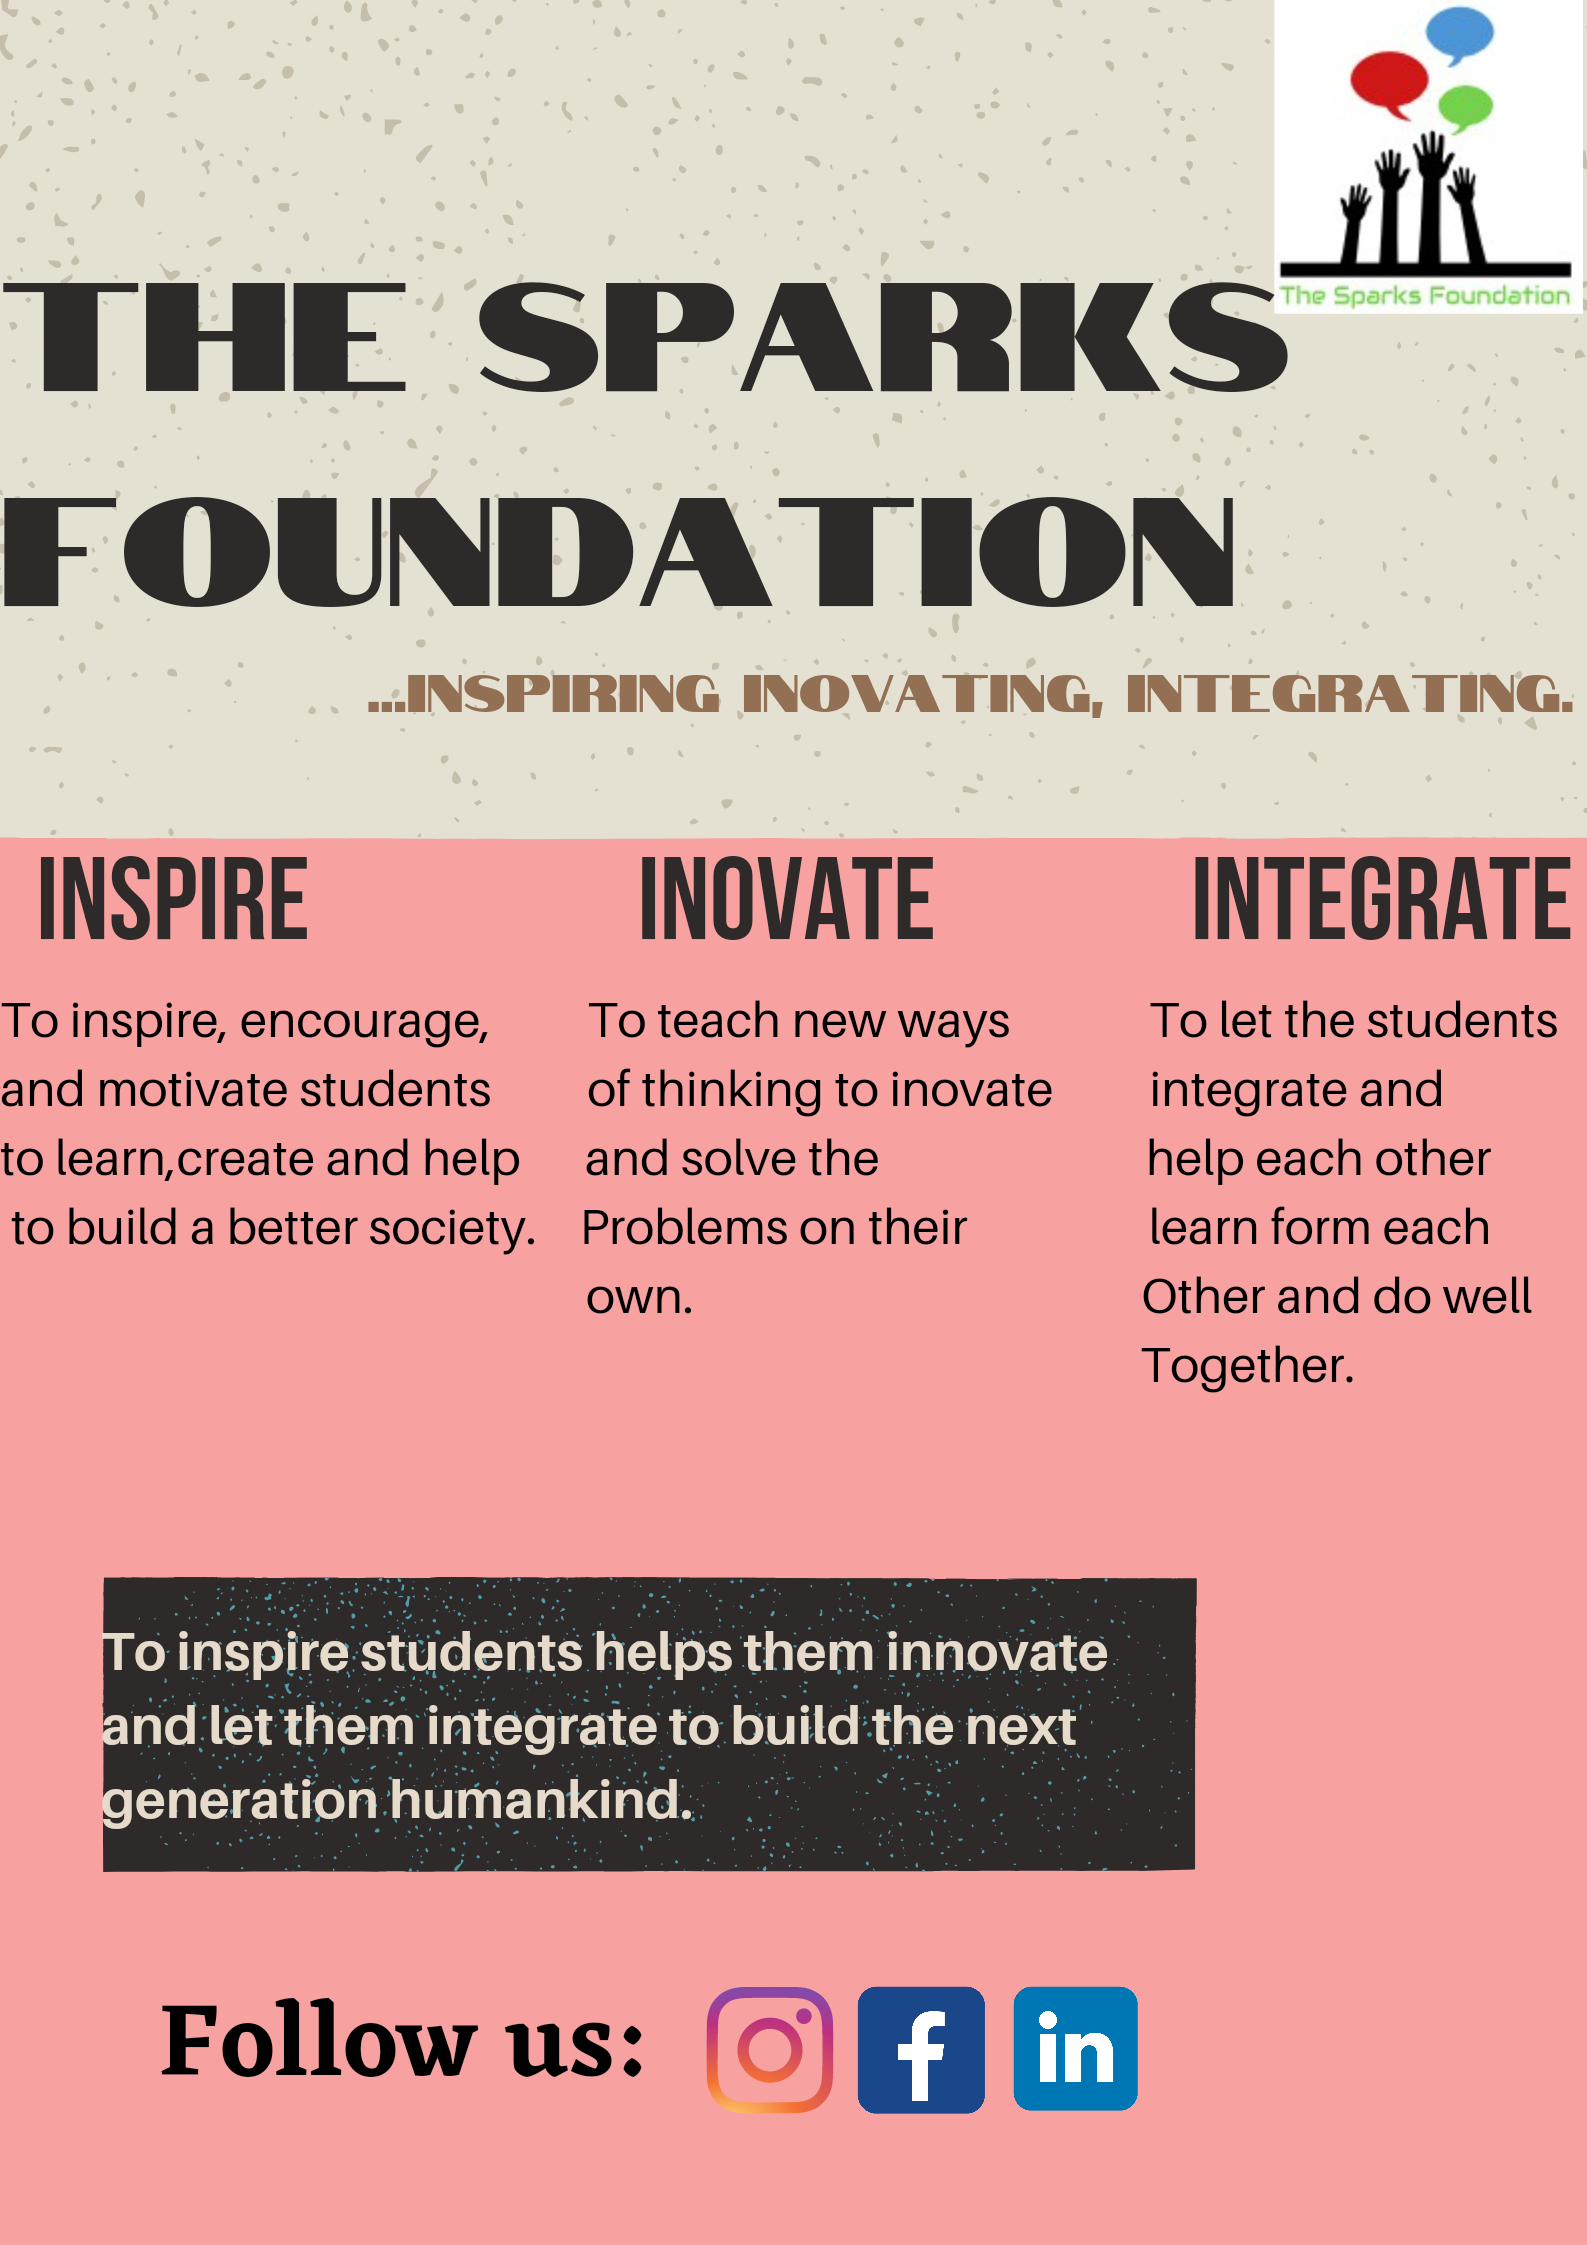 The Sparks Foundation
THE SPARKS
FOUNDATION
...INSPIRING INOVATING, INTEGRATING.
INSPIRE
To inspire, encourage,
and motivate students
to learn,create and help
to build a better society.
INOVATE
To teach new ways
of thinking to inovate
and solve the
Problems on their
own.
INTEGRATE
To let the students
integrate and
help each other
learn form each
Other and do well
Together.
To inspire students helps them innovate
and let them integrate to build the next
generation humankind.
Follow us:
f
in